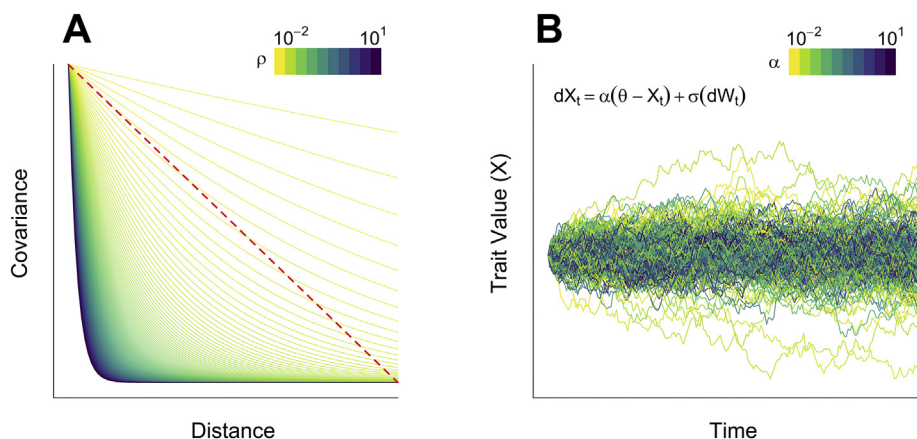 A
10⁻² 10¹
ρ
Covariance
Distance
B
10⁻² 10¹
α
dXₜ = α(θ − Xₜ) + σ(dWₜ)
Trait Value (X)
Time